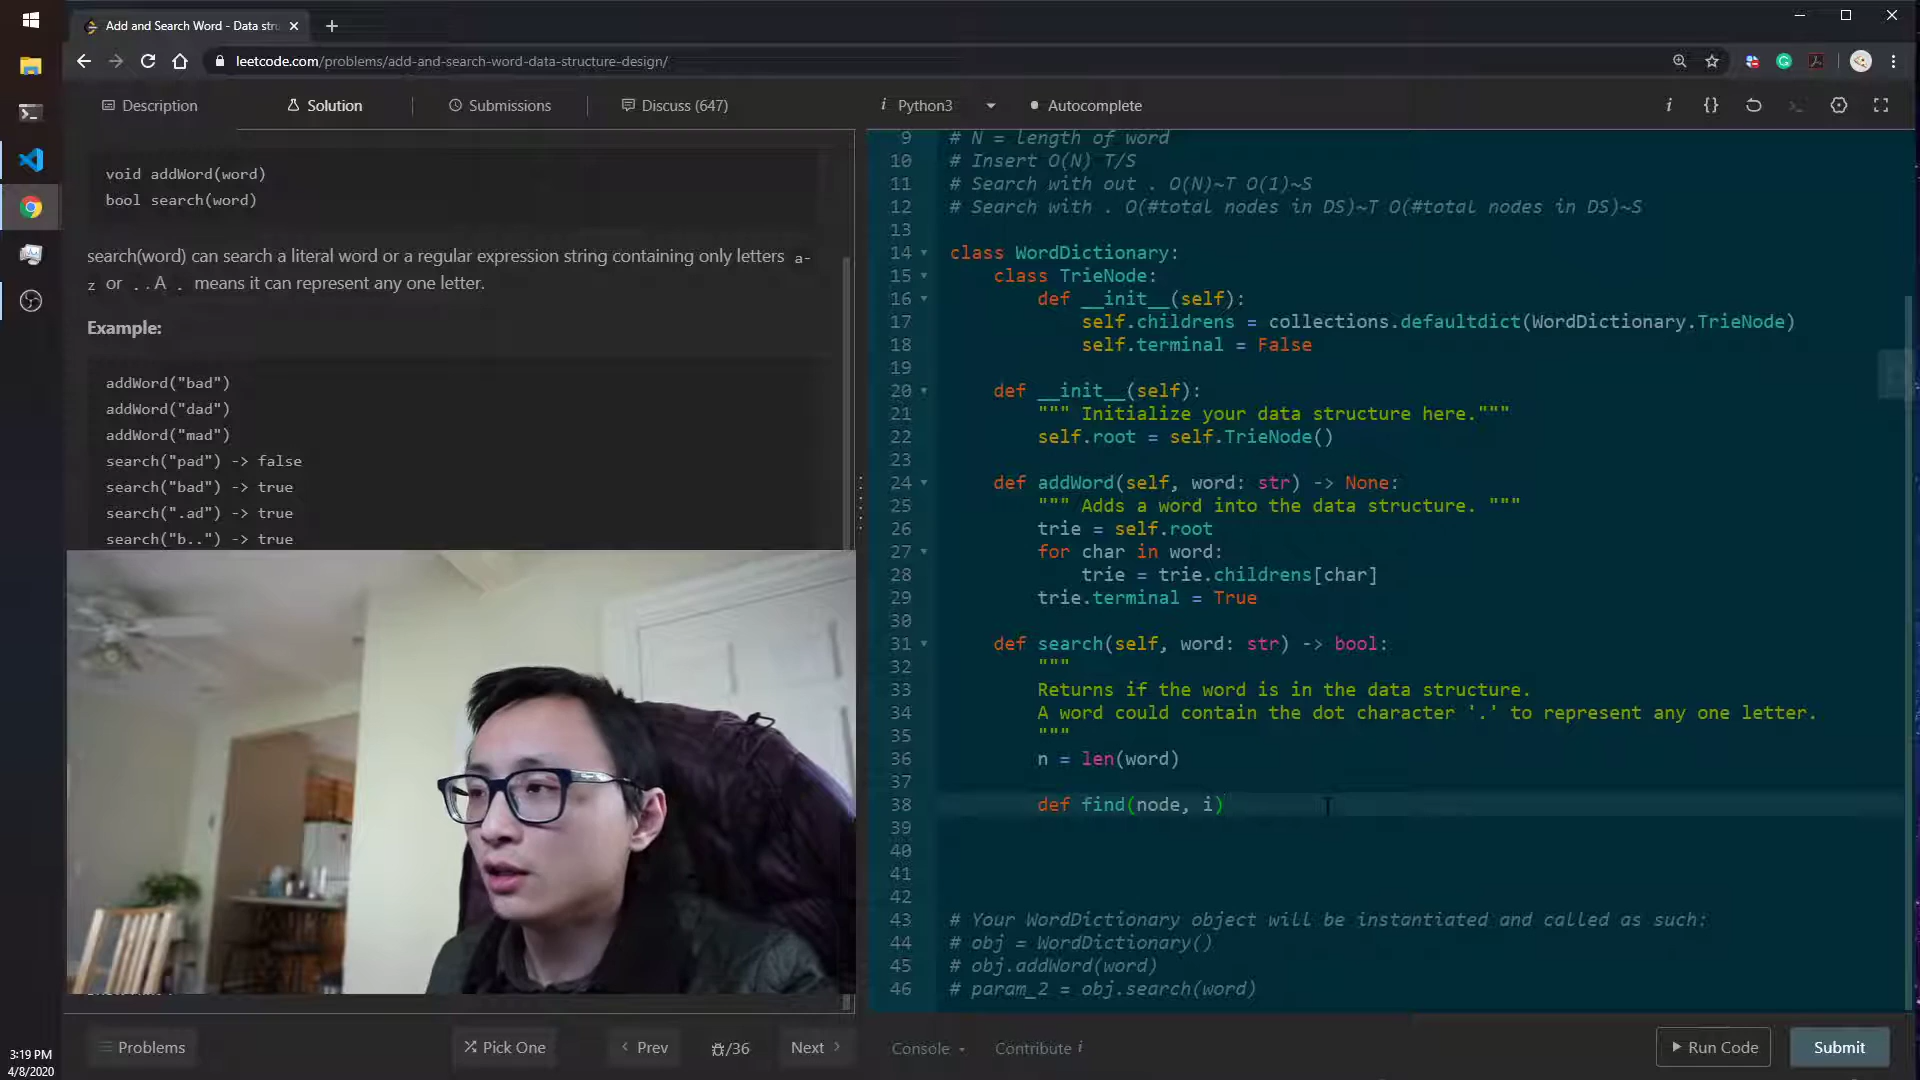 Add and Search Word - Data stru
leetcode.com/problems/add-and-search-word-data-structure-design/
Description
Solution
Submissions
Discuss (647)
i Python3
Autocomplete
void addWord(word)
bool search(word)
search(word) can search a literal word or a regular expression string containing only letters a-
z or . . A . means it can represent any one letter.
Example:
addWord("bad")
addWord("dad")
addWord("mad")
search("pad") -> false
search("bad") -> true
search(".ad") -> true
search("b..") -> true
9 # N = length of word
10 # Insert O(N) T/S
11 # Search with out . O(N)~T O(1)~S
12 # Search with . O(#total nodes in DS)~T O(#total nodes in DS)~S
13
14 class WordDictionary:
15 class TrieNode:
16 def __init__(self):
17 self.childrens = collections.defaultdict(WordDictionary.TrieNode)
18 self.terminal = False
19
20 def __init__(self):
21 """ Initialize your data structure here."""
22 self.root = self.TrieNode()
23
24 def addWord(self, word: str) -> None:
25 """ Adds a word into the data structure. """
26 trie = self.root
27 for char in word:
28 trie = trie.childrens[char]
29 trie.terminal = True
30
31 def search(self, word: str) -> bool:
32 """
33 Returns if the word is in the data structure.
34 A word could contain the dot character '.' to represent any one letter.
35 """
36 n = len(word)
37
38 def find(node, i)
39
40
41
42
43 # Your WordDictionary object will be instantiated and called as such:
44 # obj = WordDictionary()
45 # obj.addWord(word)
46 # param_2 = obj.search(word)
Problems
Pick One
Prev
/36
Next
Console
Contribute i
Run Code
Submit
3:19 PM
4/8/2020